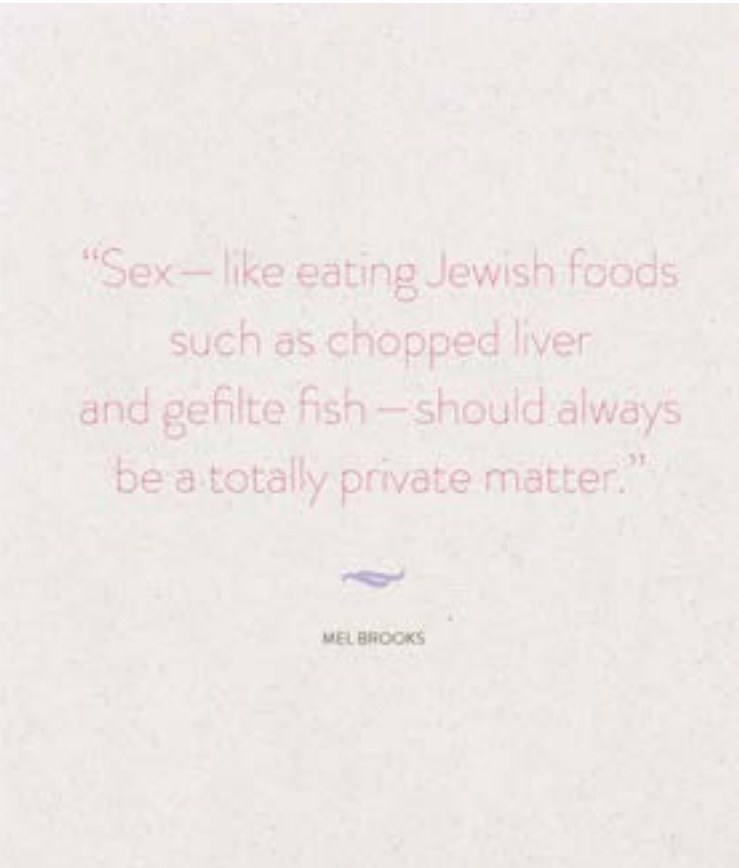 “Sex—like eating Jewish foods
such as chopped liver
and gefilte fish—should always
be a totally private matter.”
MEL BROOKS